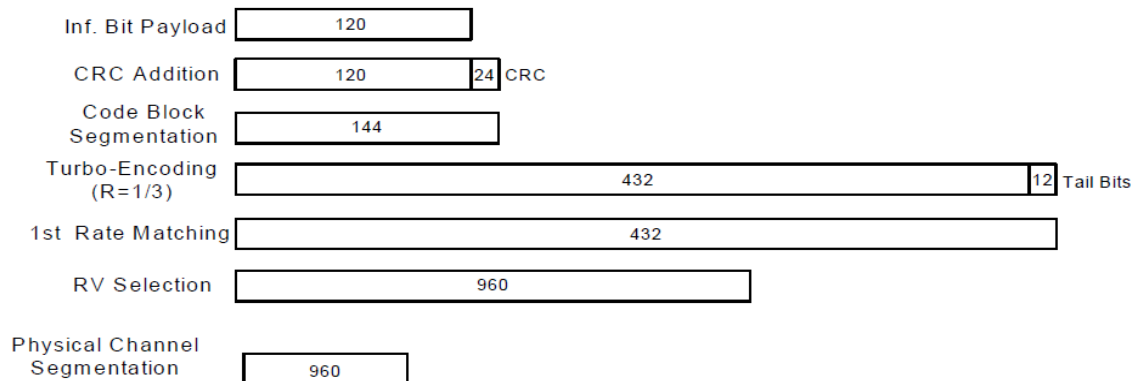 Inf. Bit Payload 120
CRC Addition 120 24 CRC
Code Block
Segmentation 144
Turbo-Encoding
(R=1/3) 432 12 Tail Bits
1st Rate Matching 432
RV Selection 960
Physical Channel
Segmentation 960